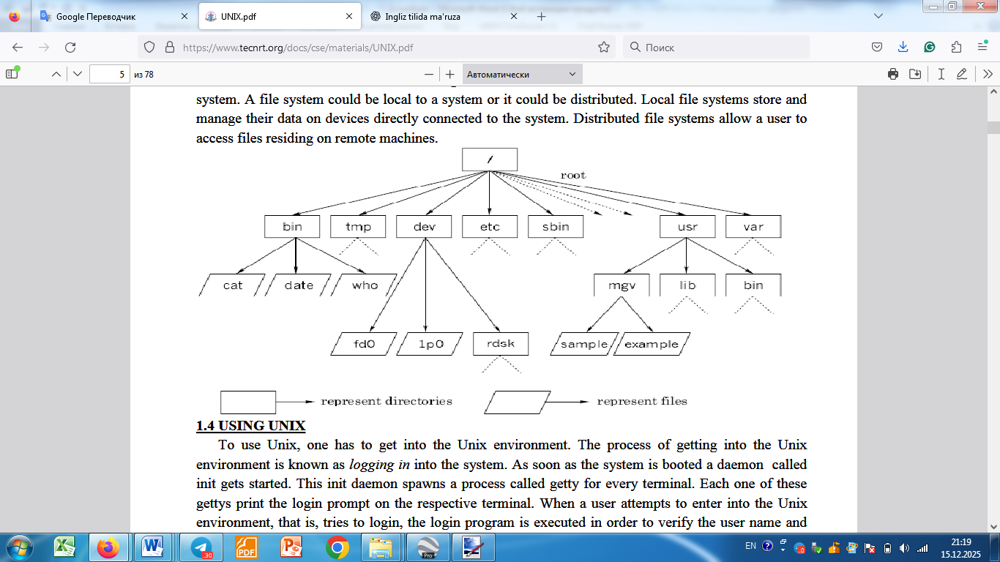 Google Переводчик
UNIX.pdf
Ingliz tilida ma'ruza
https://www.tecnrt.org/docs/cse/materials/UNIX.pdf
Поиск
5 из 78
Автоматически
system. A file system could be local to a system or it could be distributed. Local file systems store and
manage their data on devices directly connected to the system. Distributed file systems allow a user to
access files residing on remote machines.
/
root
bin tmp dev etc sbin usr var
cat date who mgv lib bin
fd0 lp0 rdsk sample example
represent directories represent files
1.4 USING UNIX
To use Unix, one has to get into the Unix environment. The process of getting into the Unix
environment is known as logging in into the system. As soon as the system is booted a daemon called
init gets started. This init daemon spawns a process called getty for every terminal. Each one of these
gettys print the login prompt on the respective terminal. When a user attempts to enter into the Unix
environment, that is, tries to login, the login program is executed in order to verify the user name and
30
PDF
Pro
EN
21:19
15.12.2025